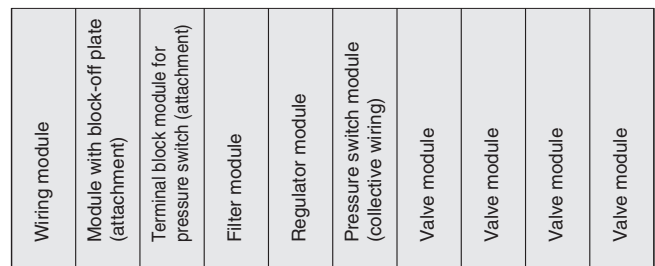 Wiring module
Module with block-off plate
(attachment)
Terminal block module for
pressure switch (attachment)
Filter module
Regulator module
Pressure switch module
(collective wiring)
Valve module
Valve module
Valve module
Valve module